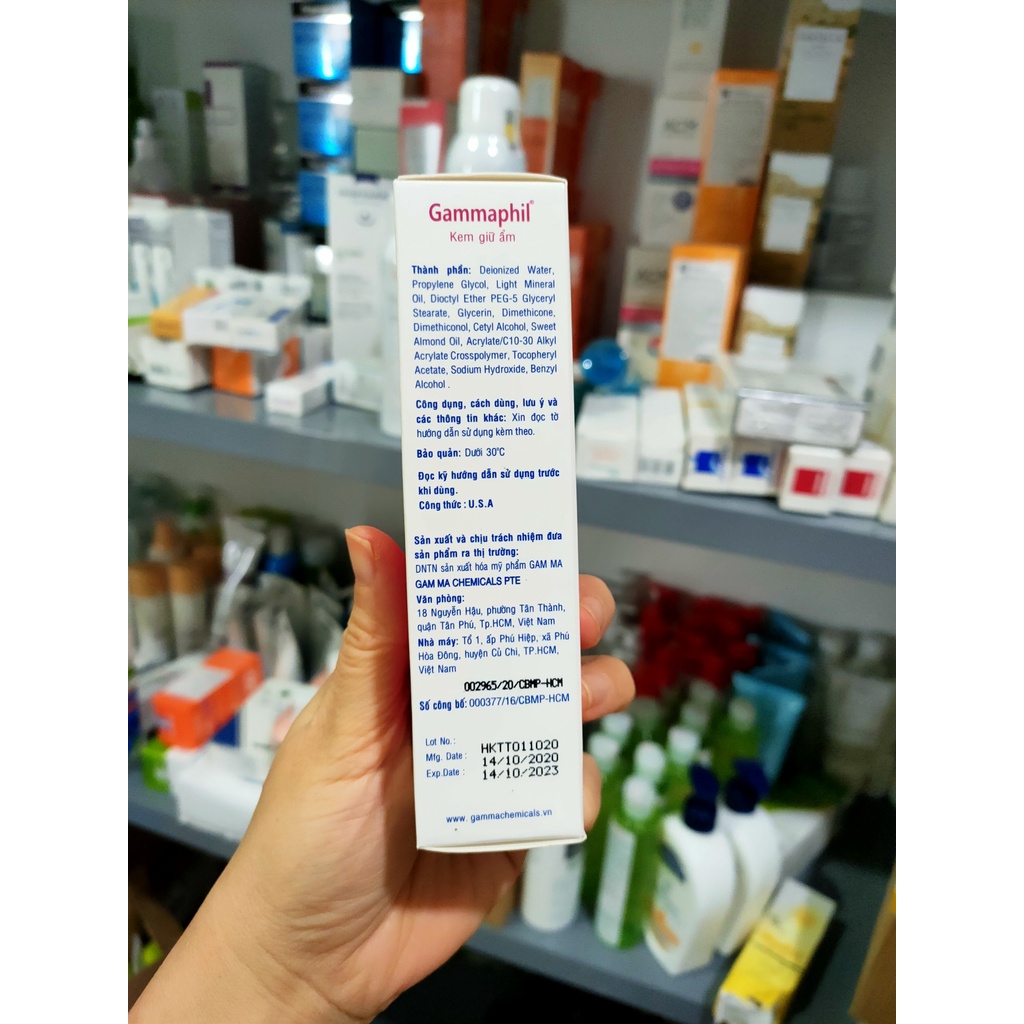 Gammaphil®
Kem giữ ẩm
Thành phần: Deionized Water,
Propylene Glycol, Light Mineral
Oil, Dioctyl Ether PEG-5 Glyceryl
Stearate, Glycerin, Dimethicone,
Dimethiconol, Cetyl Alcohol, Sweet
Almond Oil, Acrylate/C10-30 Alkyl
Acrylate Crosspolymer, Tocopheryl
Acetate, Sodium Hydroxide, Benzyl
Alcohol .
Công dụng, cách dùng, lưu ý và
các thông tin khác: Xin đọc tờ
hướng dẫn sử dụng kèm theo.
Bảo quản: Dưới 30°C
Đọc kỹ hướng dẫn sử dụng trước
khi dùng.
Công thức : U.S.A
Sản xuất và chịu trách nhiệm đưa
sản phẩm ra thị trường:
DNTN sản xuất hóa mỹ phẩm GAM MA
GAM MA CHEMICALS PTE
Văn phòng:
18 Nguyễn Hậu, phường Tân Thành,
quận Tân Phú, Tp.HCM, Việt Nam
Nhà máy: Tổ 1, ấp Phú Hiệp, xã Phú
Hòa Đông, huyện Củ Chi, TP.HCM,
Việt Nam
002965/20/CBMP-HCM
Số công bố: 000377/16/CBMP-HCM
Lot No.: HKTT011020
Mfg. Date : 14/10/2020
Exp.Date : 14/10/2023
www. gammachemicals.vn